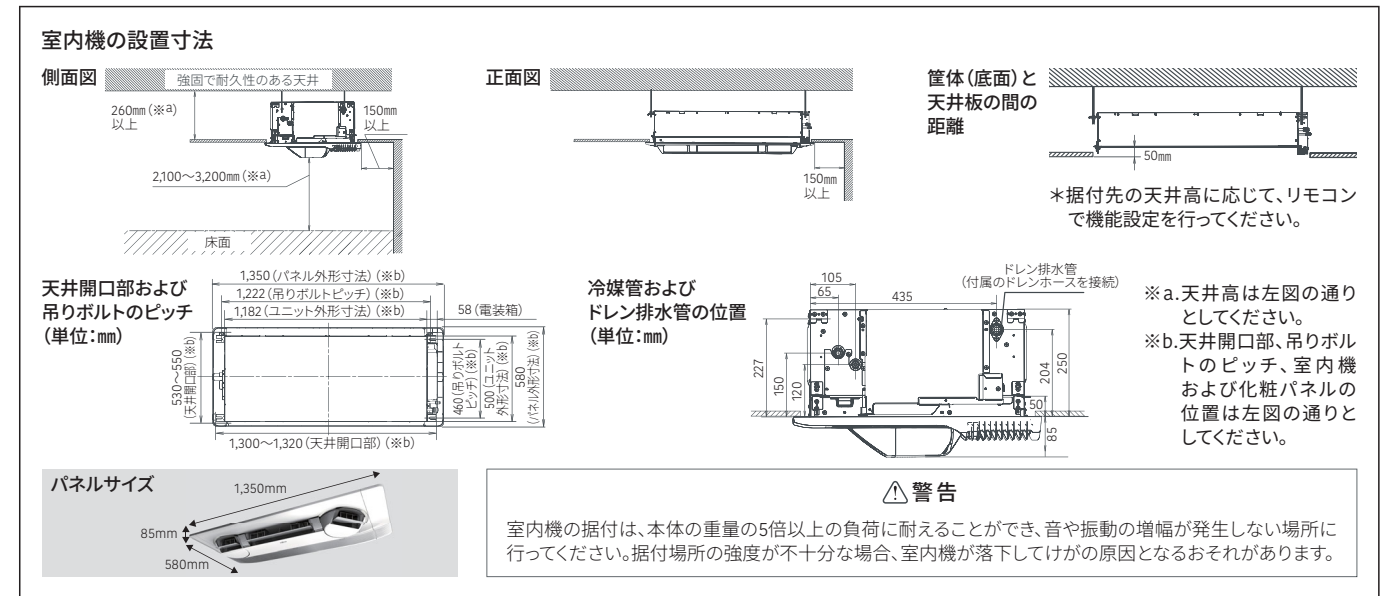 室内機の設置寸法
側面図
強固で耐久性のある天井
260㎜(※a)
以上
150㎜
以上
2,100～3,200㎜(※a)
床面
正面図
150㎜
以上
筐体(底面)と
天井板の間の
距離
50㎜
＊据付先の天井高に応じて、リモコン
で機能設定を行ってください。
天井開口部および
吊りボルトのピッチ
(単位：㎜)
1,350(パネル外形寸法)(※b)
1,222(吊りボルトピッチ)(※b)
1,182(ユニット外形寸法)(※b)
58(電装箱)
530～550
(天井開口部)(※b)
460(吊りボルト
ピッチ)(※b)
500(ユニット
外形寸法)(※b)
580
(パネル外形寸法)(※b)
1,300～1,320(天井開口部)(※b)
冷媒管および
ドレン排水管の位置
(単位：㎜)
ドレン排水管
(付属のドレンホースを接続)
105
65
435
227
150
120
204
250
50
85
※a.天井高は左図の通り
としてください。
※b.天井開口部、吊りボル
トのピッチ、室内機
および化粧パネルの
位置は左図の通りと
してください。
パネルサイズ
1,350mm
85mm
580mm
⚠警告
室内機の据付は、本体の重量の5倍以上の負荷に耐えることができ、音や振動の増幅が発生しない場所に
行ってください。据付場所の強度が不十分な場合、室内機が落下してけがの原因となるおそれがあります。